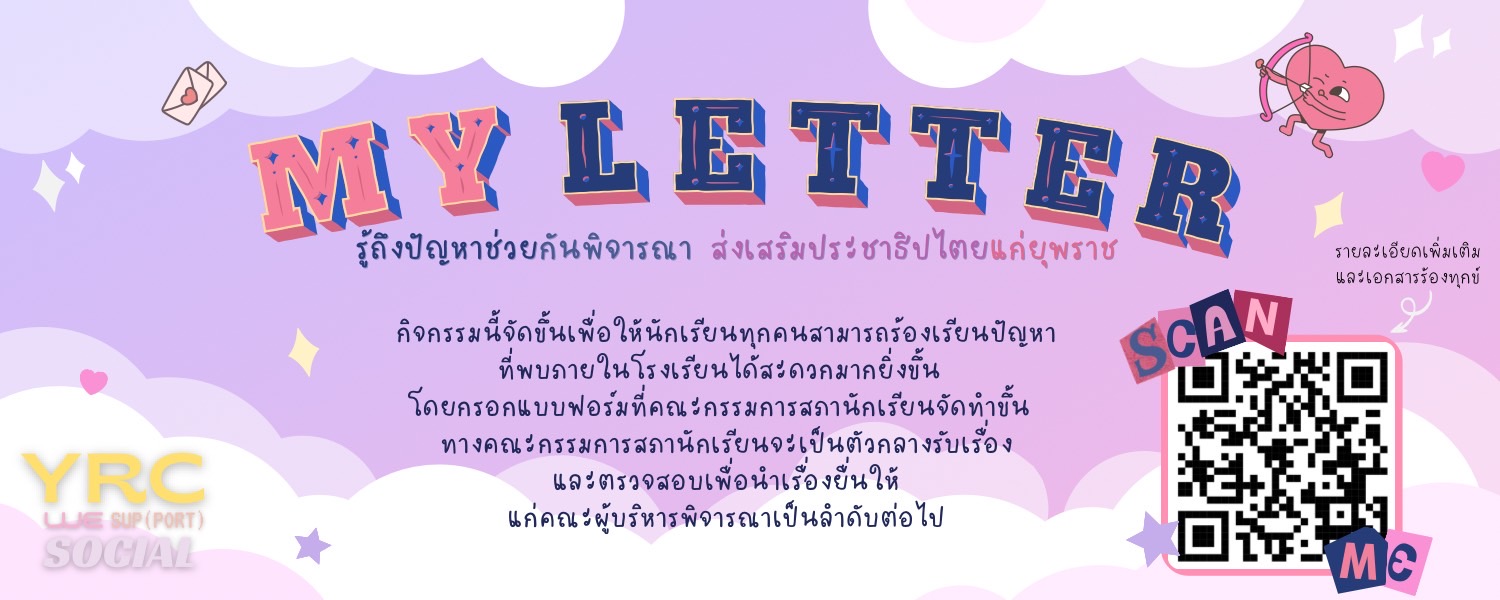 MY LETTER
รู้ถึงปัญหาช่วยกันพิจารณา ส่งเสริมประชาธิปไตยแก่ยุพราช
กิจกรรมนี้จัดขึ้นเพื่อให้นักเรียนทุกคนสามารถร้องเรียนปัญหา
ที่พบภายในโรงเรียนได้สะดวกมากยิ่งขึ้น
โดยกรอกแบบฟอร์มที่คณะกรรมการสภานักเรียนจัดทำขึ้น
ทางคณะกรรมการสภานักเรียนจะเป็นตัวกลางรับเรื่อง
และตรวจสอบเพื่อนำเรื่องยื่นให้
แก่คณะผู้บริหารพิจารณาเป็นลำดับต่อไป
รายละเอียดเพิ่มเติม
และเอกสารร้องทุกข์
SCAN
ME
YRC
WE SUP(PORT)
SOCIAL